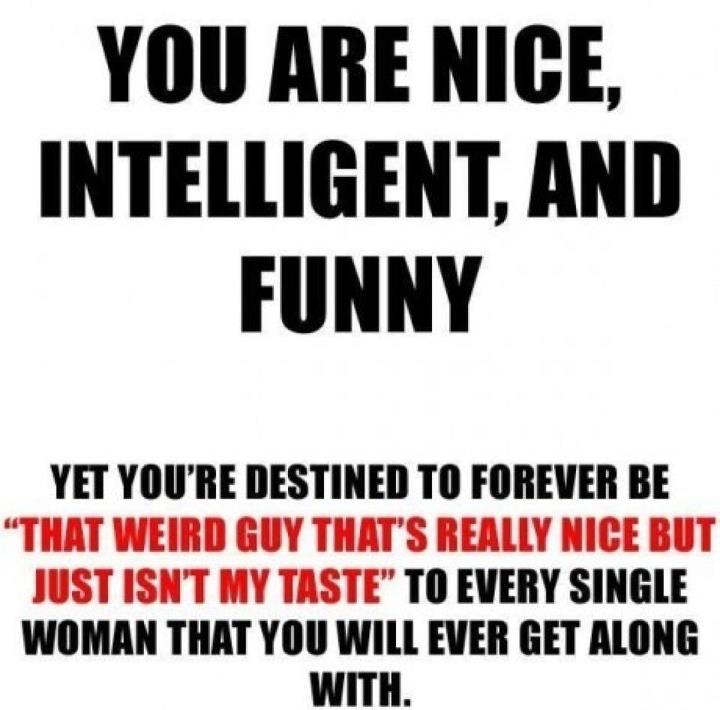 YOU ARE NICE,
INTELLIGENT, AND
FUNNY
YET YOU'RE DESTINED TO FOREVER BE
“THAT WEIRD GUY THAT'S REALLY NICE BUT
JUST ISN'T MY TASTE” TO EVERY SINGLE
WOMAN THAT YOU WILL EVER GET ALONG
WITH.